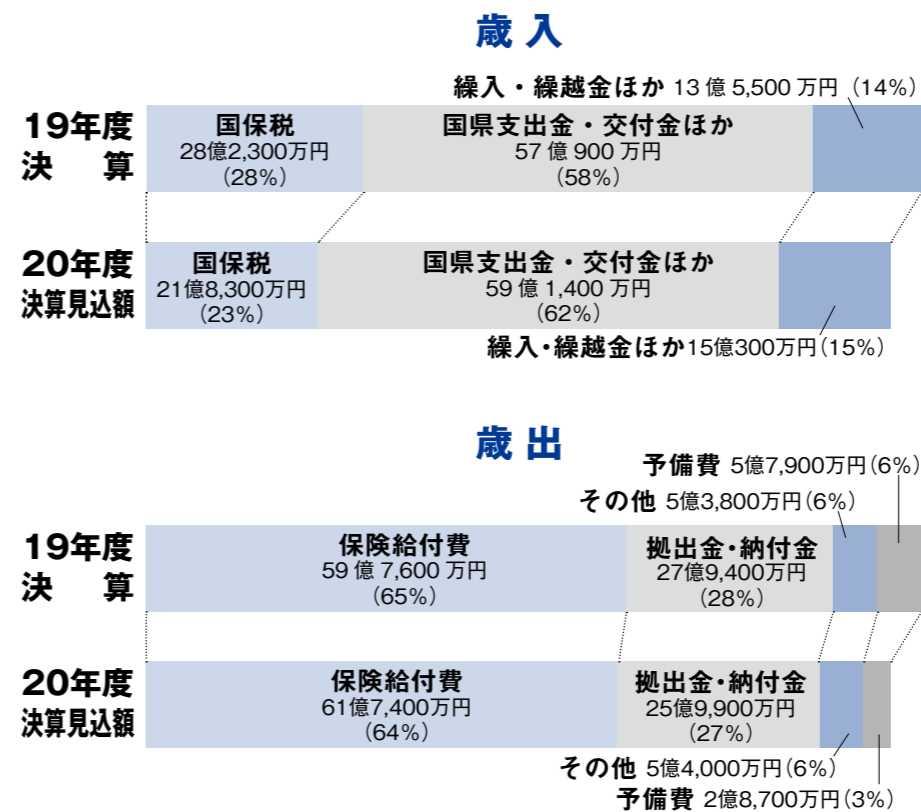 歳入
繰入・繰越金ほか 13億5,500万円(14%)
19年度
決 算
国保税
28億2,300万円
(28%)
国県支出金・交付金ほか
57億900万円
(58%)
20年度
決算見込額
国保税
21億8,300万円
(23%)
国県支出金・交付金ほか
59億1,400万円
(62%)
繰入・繰越金ほか15億300万円(15%)
歳出
予備費 5億7,900万円(6%)
その他 5億3,800万円(6%)
19年度
決 算
保険給付費
59億7,600万円
(65%)
拠出金・納付金
27億9,400万円
(28%)
20年度
決算見込額
保険給付費
61億7,400万円
(64%)
拠出金・納付金
25億9,900万円
(27%)
その他 5億4,000万円(6%)
予備費 2億8,700万円(3%)